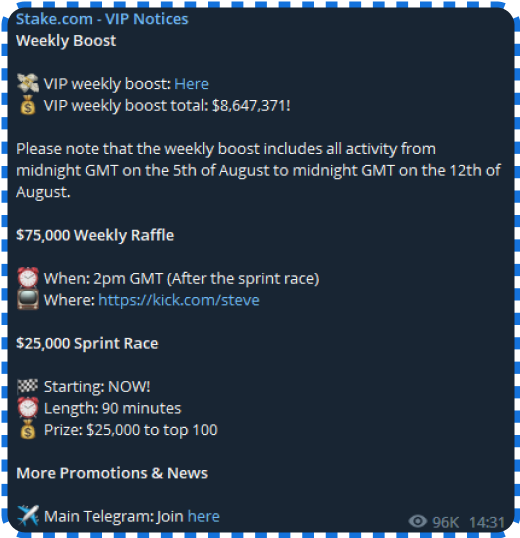 Stake.com - VIP Notices
Weekly Boost
💸 VIP weekly boost: Here
💰 VIP weekly boost total: $8,647,371!
Please note that the weekly boost includes all activity from
midnight GMT on the 5th of August to midnight GMT on the 12th of
August.
$75,000 Weekly Raffle
⏰ When: 2pm GMT (After the sprint race)
📺 Where: https://kick.com/steve
$25,000 Sprint Race
🏁 Starting: NOW!
⏰ Length: 90 minutes
💰 Prize: $25,000 to top 100
More Promotions & News
✈️ Main Telegram: Join here
96K 14:31